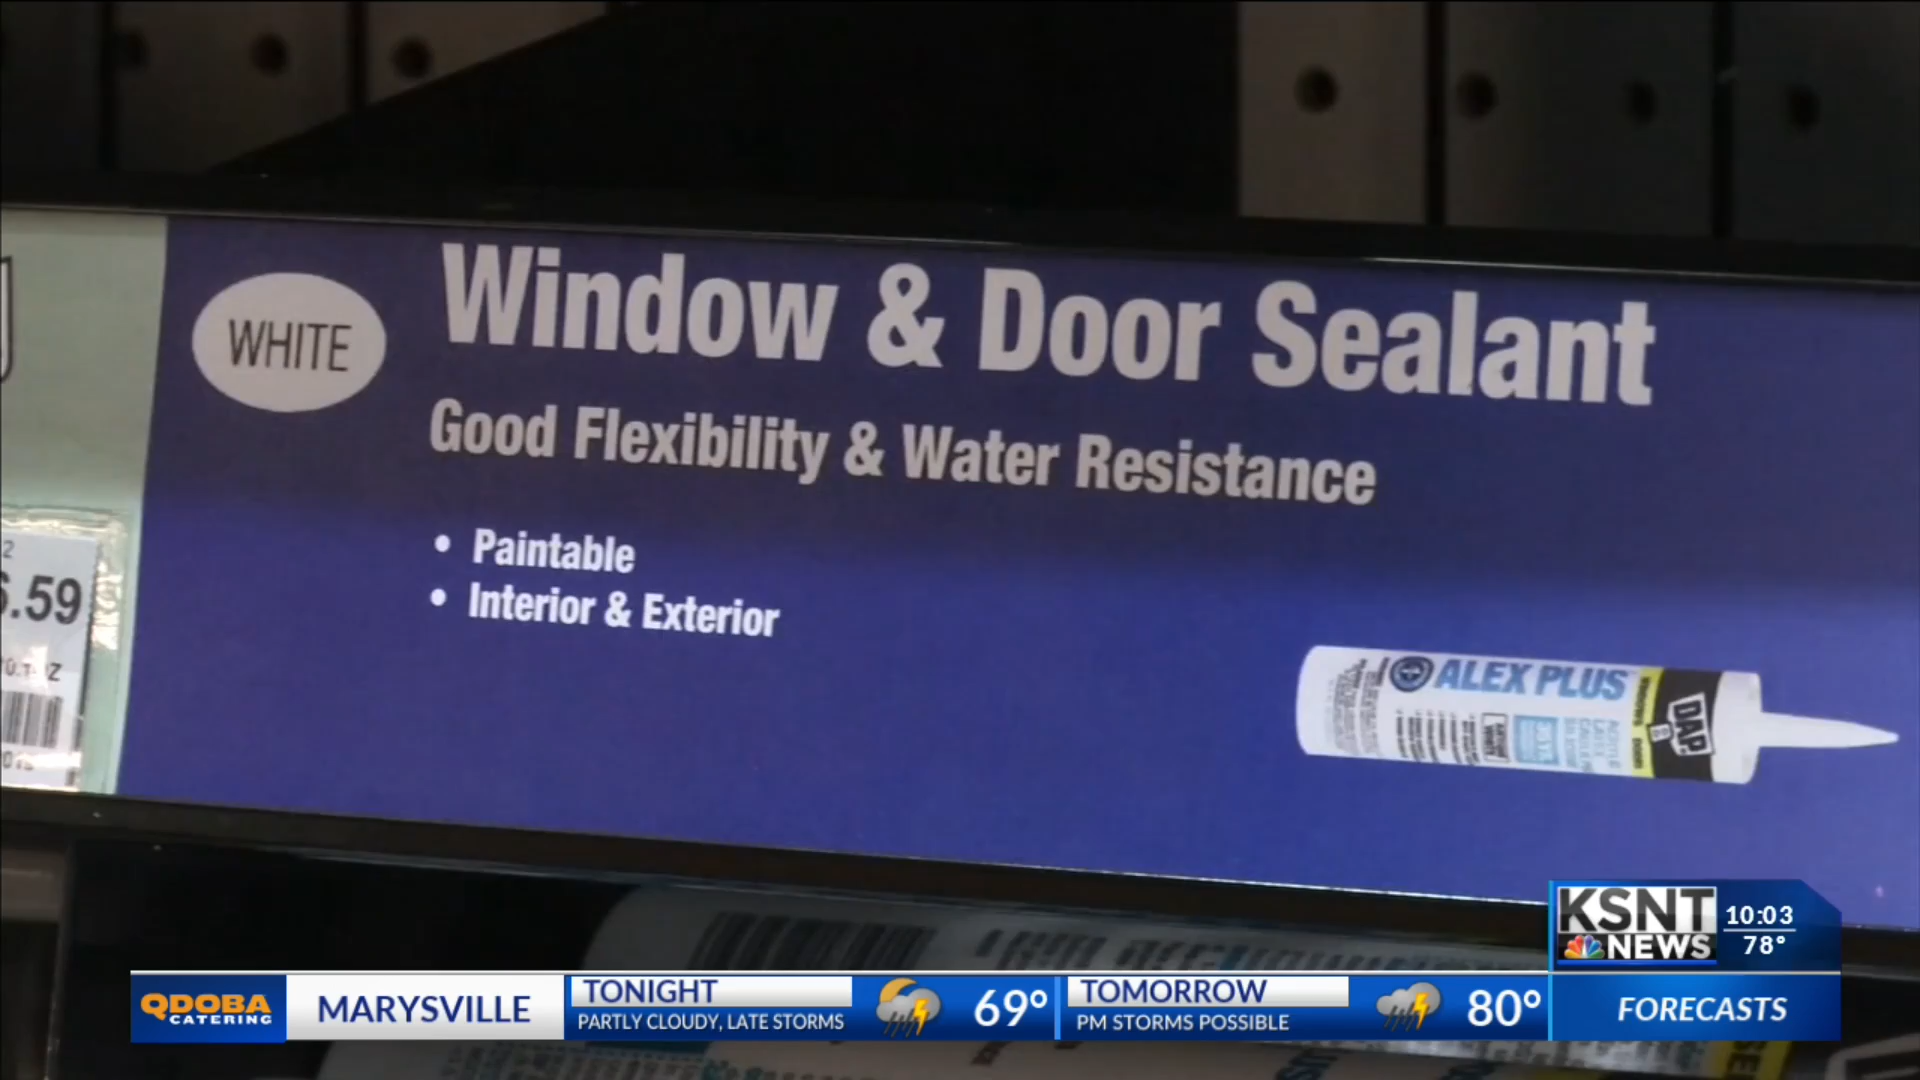 WHITE
Window & Door Sealant
Good Flexibility & Water Resistance
• Paintable
• Interior & Exterior
.59
ALEX PLUS
DAP
KSNT
NEWS
10:03
78°
QDOBA
CATERING
MARYSVILLE
TONIGHT
PARTLY CLOUDY, LATE STORMS
69°
TOMORROW
PM STORMS POSSIBLE
80°
FORECASTS